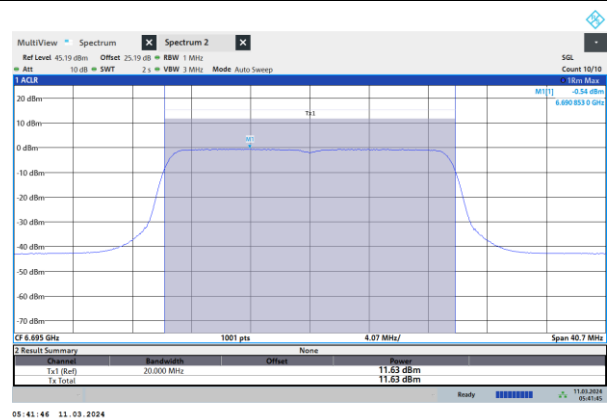 MultiView Spectrum X Spectrum 2 X
Ref Level 45.19 dBm Offset 25.19 dB RBW 1 MHz SGL
Att 10 dB SWT 2 s VBW 3 MHz Mode Auto Sweep Count 10/10
1 ACLR 1Rm Max
M1[1] -0.54 dBm
6.690 853 0 GHz
20 dBm
Tx1
10 dBm
M1
0 dBm
-10 dBm
-20 dBm
-30 dBm
-40 dBm
-50 dBm
-60 dBm
-70 dBm
CF 6.695 GHz 1001 pts 4.07 MHz/ Span 40.7 MHz
2 Result Summary None
Channel Bandwidth Offset Power
Tx1 (Ref) 20.000 MHz 11.63 dBm
Tx Total 11.63 dBm
Ready 11.03.2024
05:41:45
05:41:46 11.03.2024